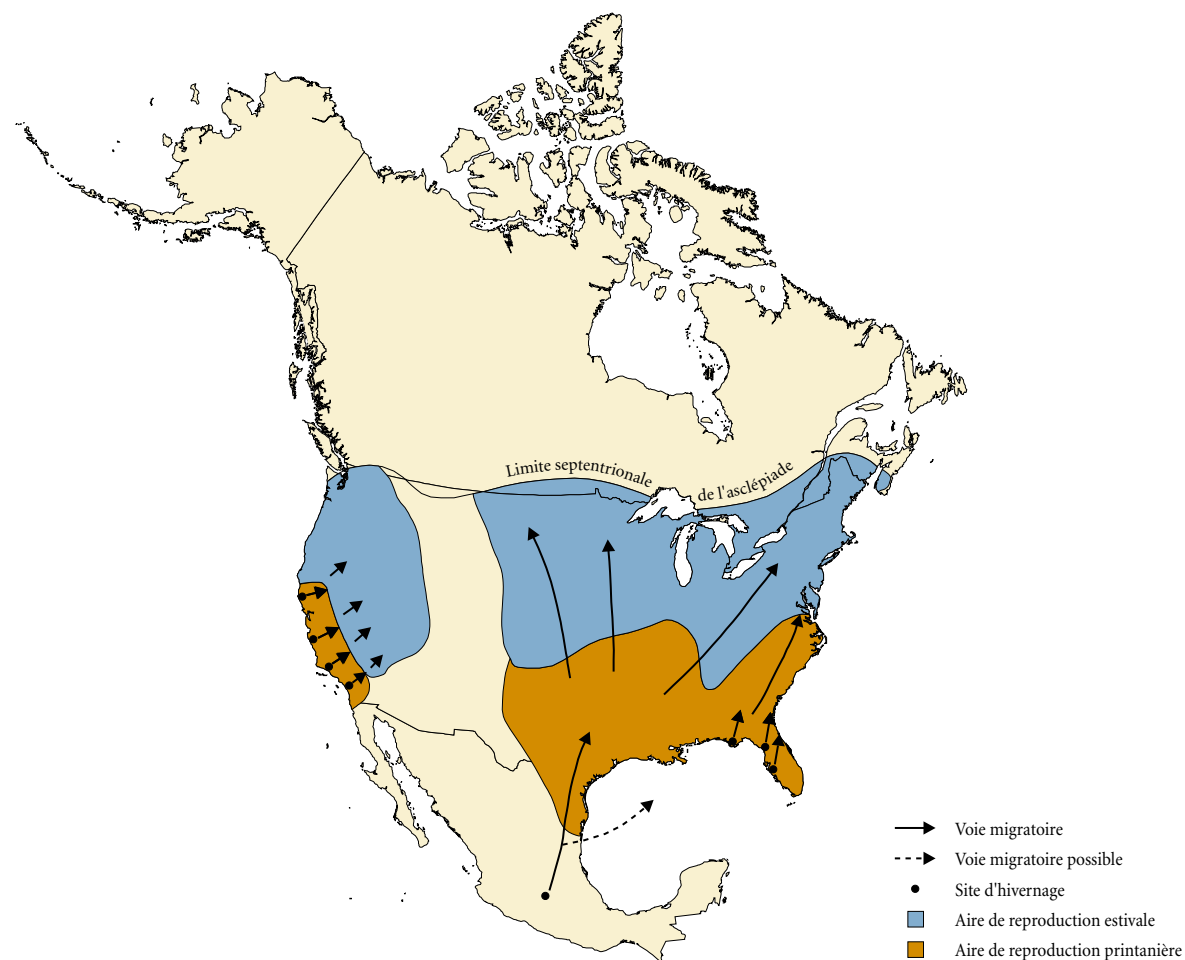 Limite septentrionale de l'asclépiade
Voie migratoire
Voie migratoire possible
Site d'hivernage
Aire de reproduction estivale
Aire de reproduction printanière